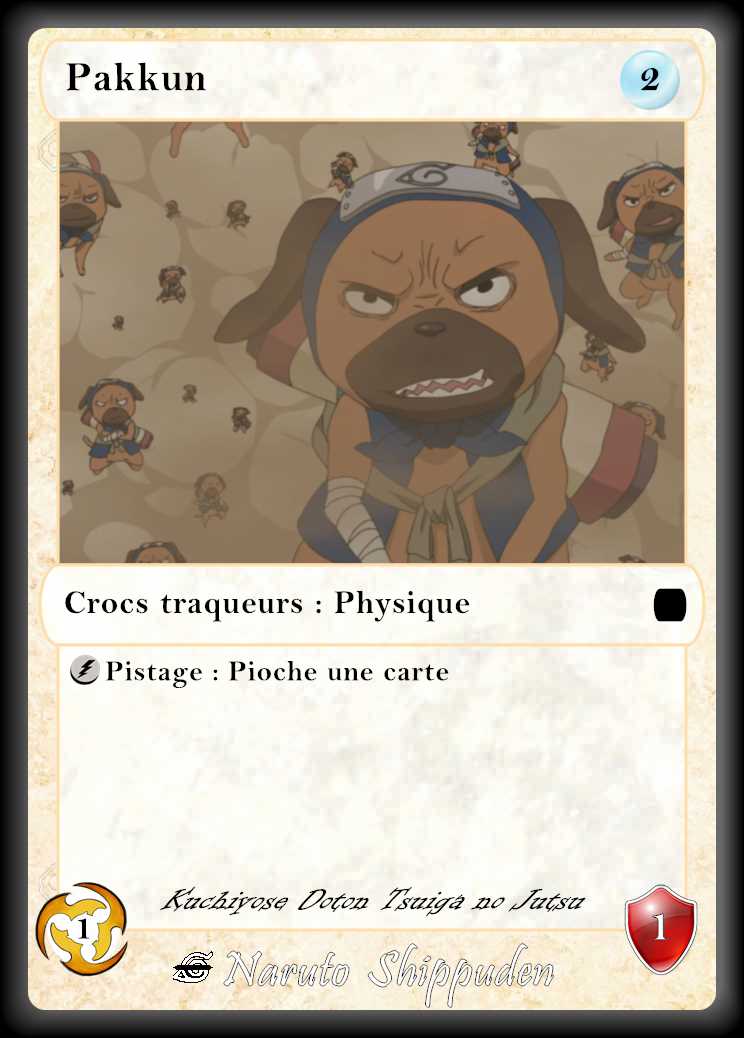 Pakkun
2
Crocs traqueurs : Physique
Pistage : Pioche une carte
Kuchiyose Doton Tsuiga no Jutsu
1
1
Naruto Shippuden